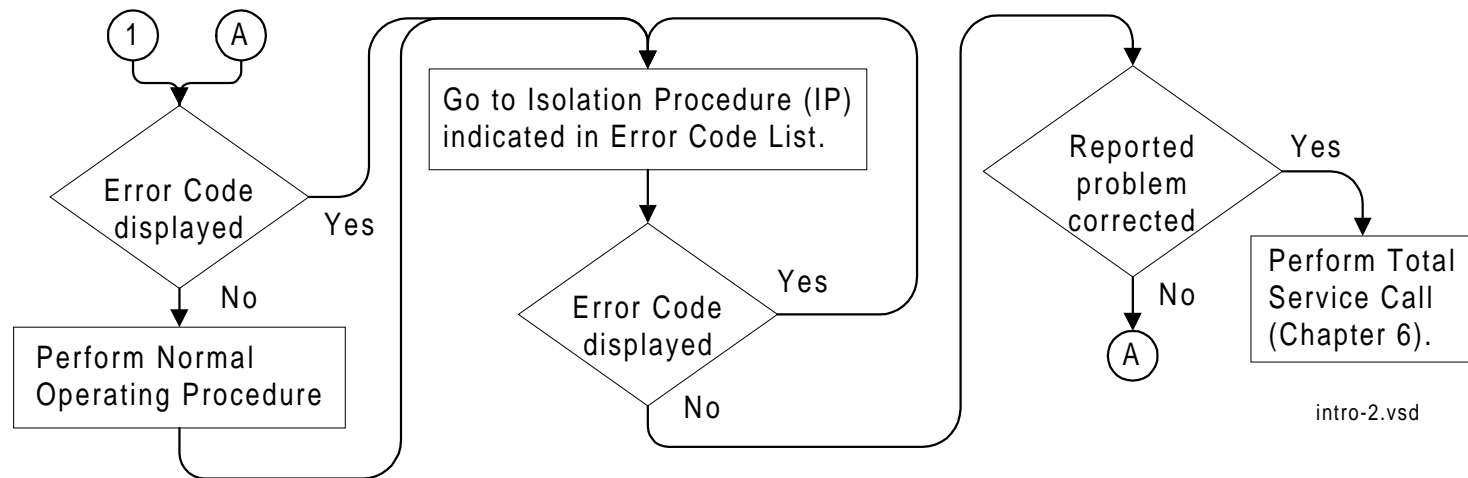 1
A
Error Code
displayed
Yes
No
Perform Normal
Operating Procedure
Go to Isolation Procedure (IP)
indicated in Error Code List.
Error Code
displayed
Yes
No
Reported
problem
corrected
Yes
No
A
Perform Total
Service Call
(Chapter 6).
intro-2.vsd